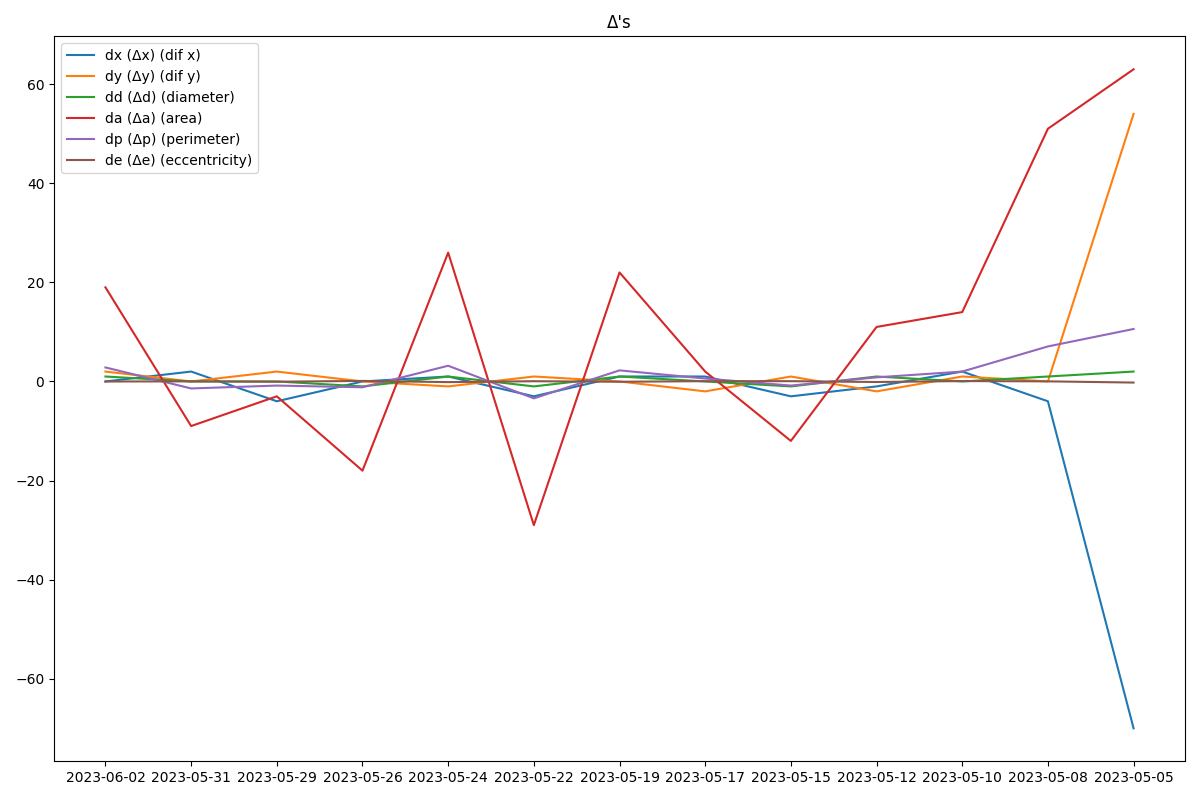 Δ's
dx (Δx) (dif x)
dy (Δy) (dif y)
dd (Δd) (diameter)
da (Δa) (area)
dp (Δp) (perimeter)
de (Δe) (eccentricity)
60
40
20
0
−20
−40
−60
2023-06-02 2023-05-31 2023-05-29 2023-05-26 2023-05-24 2023-05-22 2023-05-19 2023-05-17 2023-05-15 2023-05-12 2023-05-10 2023-05-08 2023-05-05